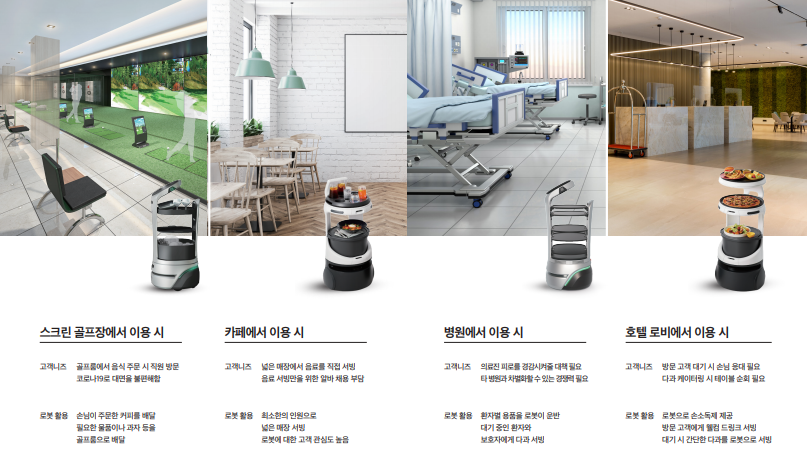 스크린 골프장에서 이용 시
고객니즈 골프룸에서 음식 주문 시 직원 방문
코로나19로 대면을 불편해함
로봇 활용 손님이 주문한 커피를 배달
필요한 물품이나 과자 등을
골프룸으로 배달
카페에서 이용 시
고객니즈 넓은 매장에서 음료를 직접 서빙
음료 서빙만을 위한 알바 채용 부담
로봇 활용 최소한의 인원으로
넓은 매장 서빙
로봇에 대한 고객 관심도 높음
병원에서 이용 시
고객니즈 의료진 피로를 경감시켜줄 대책 필요
타 병원과 차별화할 수 있는 경쟁력 필요
로봇 활용 환자별 용품을 로봇이 운반
대기 중인 환자와
보호자에게 다과 서빙
호텔 로비에서 이용 시
고객니즈 방문 고객 대기 시 손님 응대 필요
다과 케이터링 시 테이블 순회 필요
로봇 활용 로봇으로 손소독제 제공
방문 고객에게 웰컴 드링크 서빙
대기 시 간단한 다과를 로봇으로 서빙